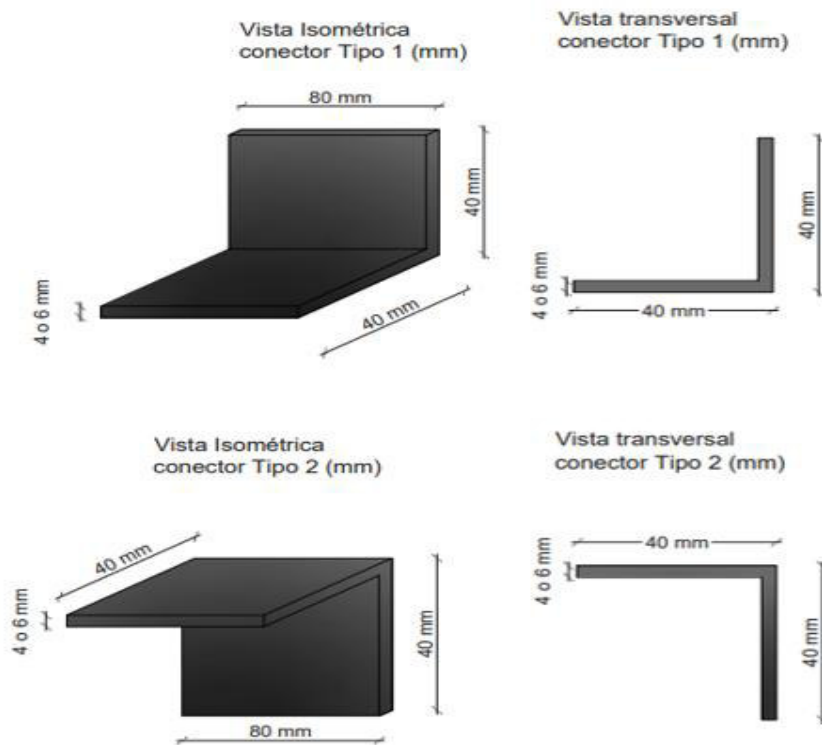 Vista Isométrica
conector Tipo 1 (mm)
80 mm
40 mm
4 o 6 mm
40 mm
Vista transversal
conector Tipo 1 (mm)
40 mm
4 o 6 mm
40 mm
Vista Isométrica
conector Tipo 2 (mm)
40 mm
4 o 6 mm
40 mm
80 mm
Vista transversal
conector Tipo 2 (mm)
40 mm
4 o 6 mm
40 mm